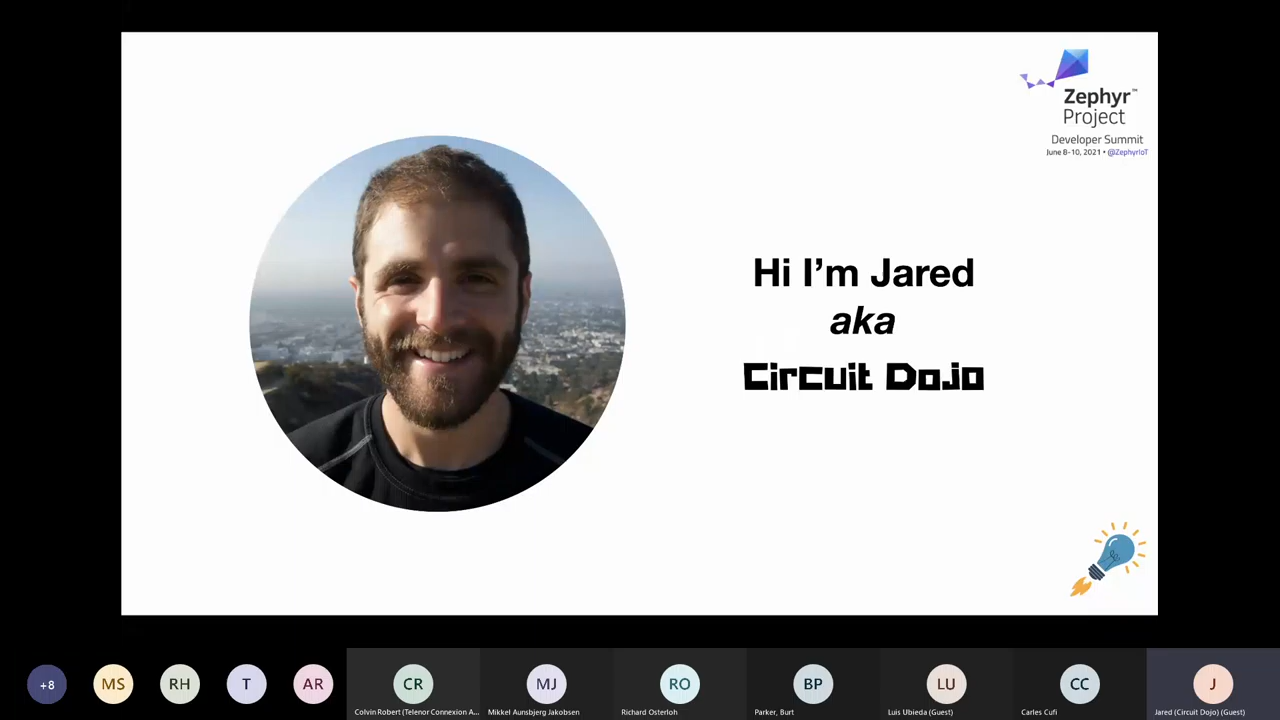 Zephyr™
Project
Developer Summit
June 8-10, 2021 • @ZephyrIoT
Hi I'm Jared
aka
Circuit Dojo
+8
MS
RH
T
AR
CR
MJ
RO
BP
LU
CC
J
Colvin Robert (Telenor Connexion A...
Mikkel Aunsbjerg Jakobsen
Richard Osterloh
Parker, Burt
Luis Ubieda (Guest)
Carles Cufi
Jared (Circuit Dojo) (Guest)